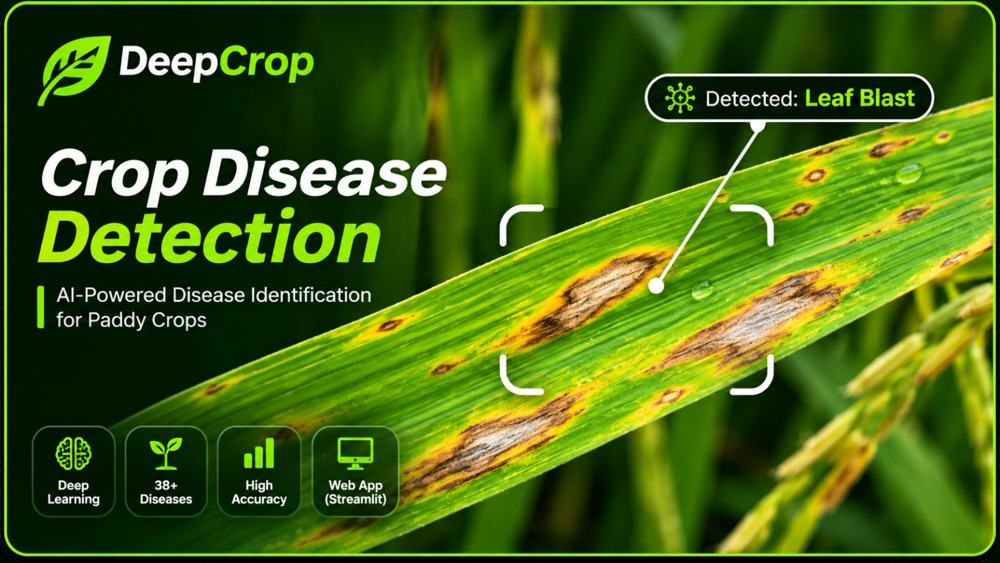 DeepCrop
Detected: Leaf Blast
Crop Disease
Detection
AI-Powered Disease Identification
for Paddy Crops
Deep
Learning
38+
Diseases
High
Accuracy
Web App
(Streamlit)